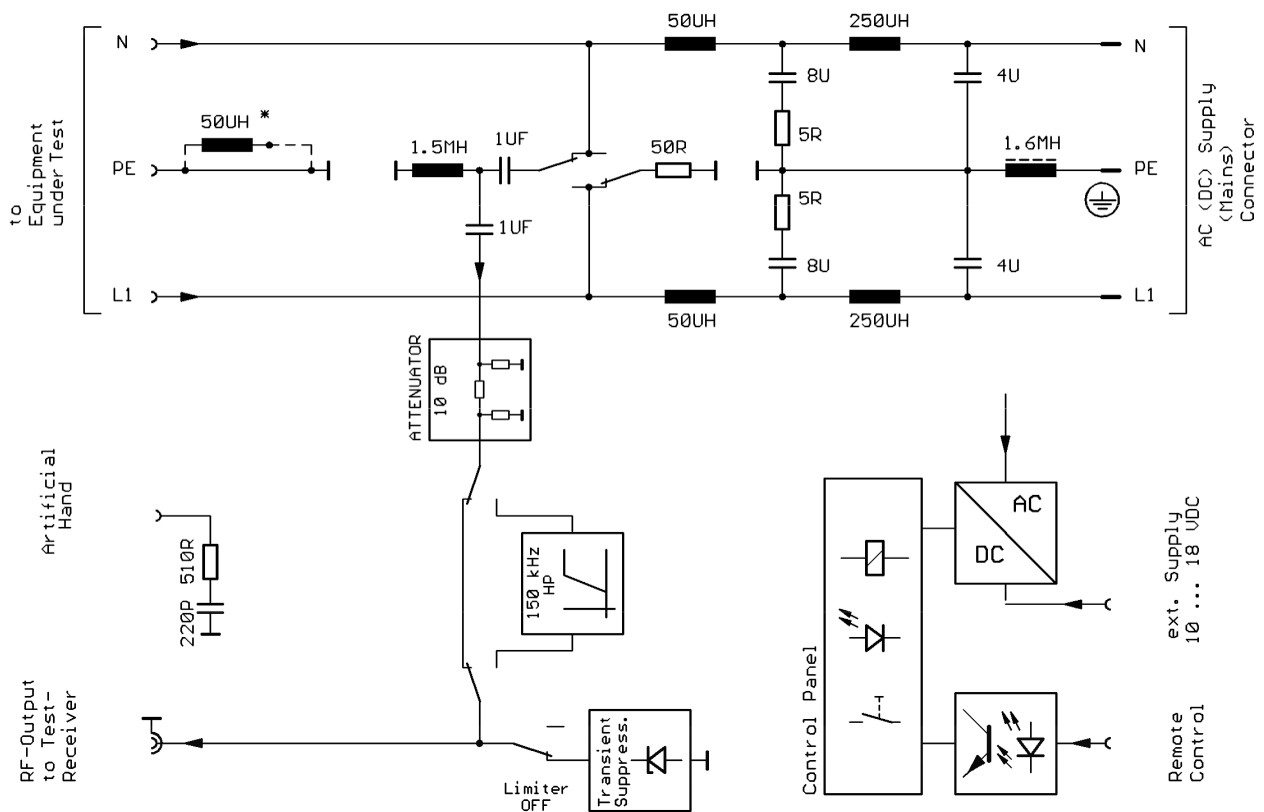 50UH
250UH
N
N
8U
4U
5R
50UH *
1.5MH
1UF
50R
1.6MH
PE
PE
to
Equipment
under Test
AC (DC) Supply
(Mains)
Connector
5R
1UF
8U
4U
L1
L1
50UH
250UH
ATTENUATOR
10 dB
Artificial
Hand
510R
220P
150 kHz
HP
Control Panel
AC
DC
ext. Supply
10 ... 18 VDC
RF-Output
to Test-
Receiver
Limiter
OFF
Transient
Suppress.
Remote
Control